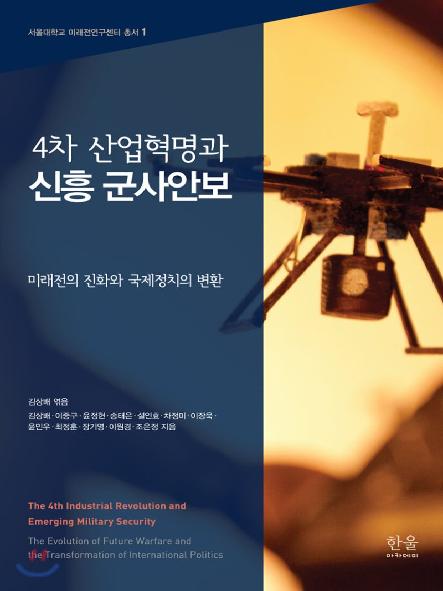 서울대학교 미래전연구센터 총서 1
4차 산업혁명과
신흥 군사안보
미래전의 진화와 국제정치의 변환
김상배 엮음
김상배·이중구·윤정현·송태은·설인효·차정미·이장욱·
윤민우·최정훈·장기영·이원경·조은정 지음
The 4th Industrial Revolution and
Emerging Military Security
The Evolution of Future Warfare and
the Transformation of International Politics
한울
아카데미